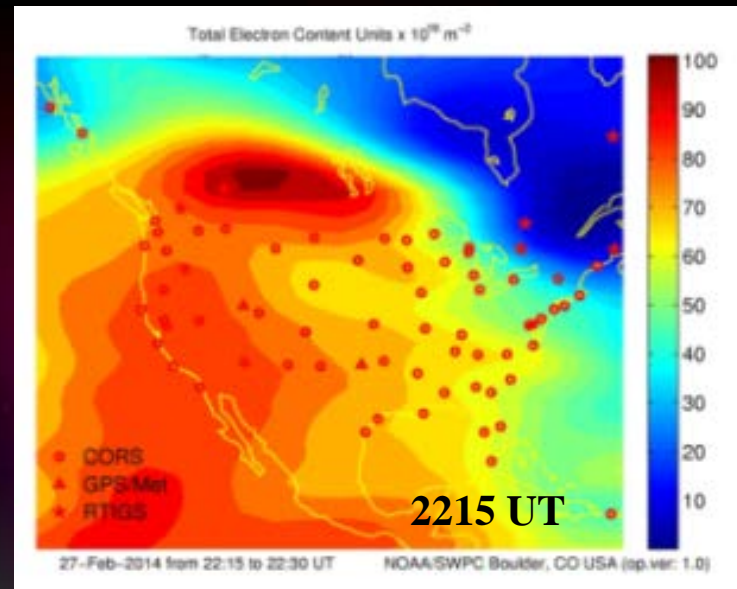 Total Electron Content Units x 10¹⁶ m⁻²
100
90
80
70
60
50
40
30
20
10
CORS
GPS/Met
RTIGS
2215 UT
27-Feb-2014 from 22:15 to 22:30 UT NOAA/SWPC Boulder, CO USA (op.ver: 1.0)